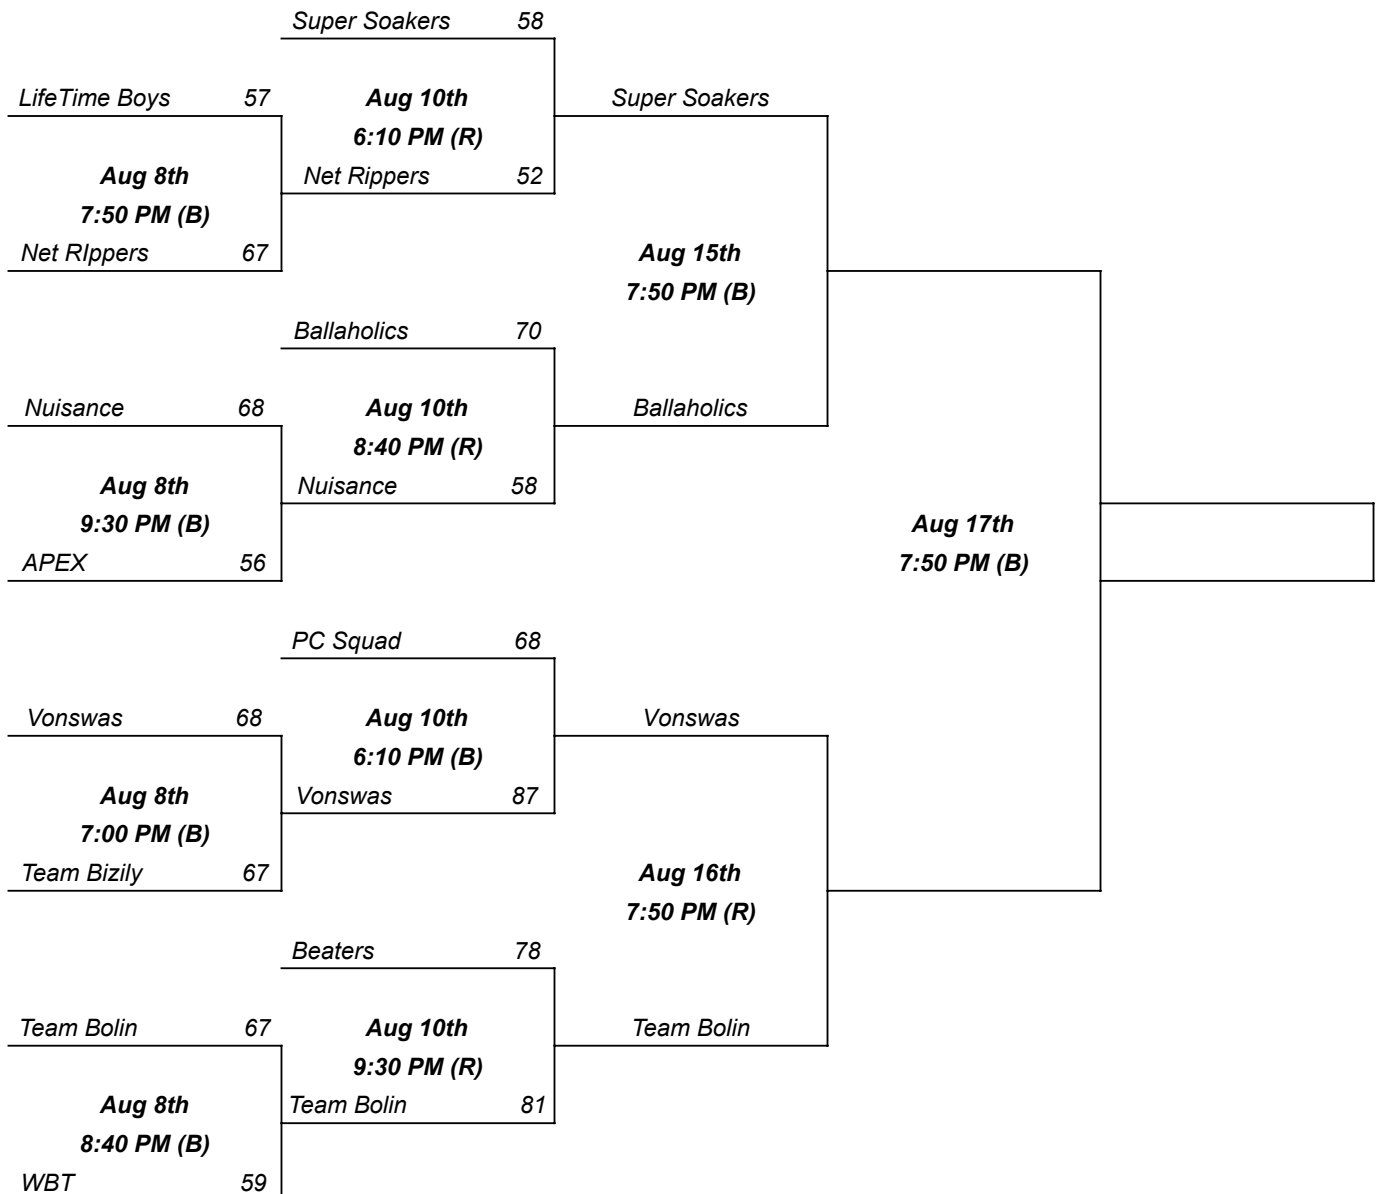 Super Soakers 58
LifeTime Boys 57
Aug 10th
Super Soakers
6:10 PM (R)
Aug 8th
Net Rippers 52
7:50 PM (B)
Net RIppers 67
Aug 15th
7:50 PM (B)
Ballaholics 70
Nuisance 68
Aug 10th
Ballaholics
8:40 PM (R)
Aug 8th
Nuisance 58
9:30 PM (B)
Aug 17th
APEX 56
7:50 PM (B)
PC Squad 68
Vonswas 68
Aug 10th
Vonswas
6:10 PM (B)
Aug 8th
Vonswas 87
7:00 PM (B)
Team Bizily 67
Aug 16th
7:50 PM (R)
Beaters 78
Team Bolin 67
Aug 10th
Team Bolin
9:30 PM (R)
Aug 8th
Team Bolin 81
8:40 PM (B)
WBT 59